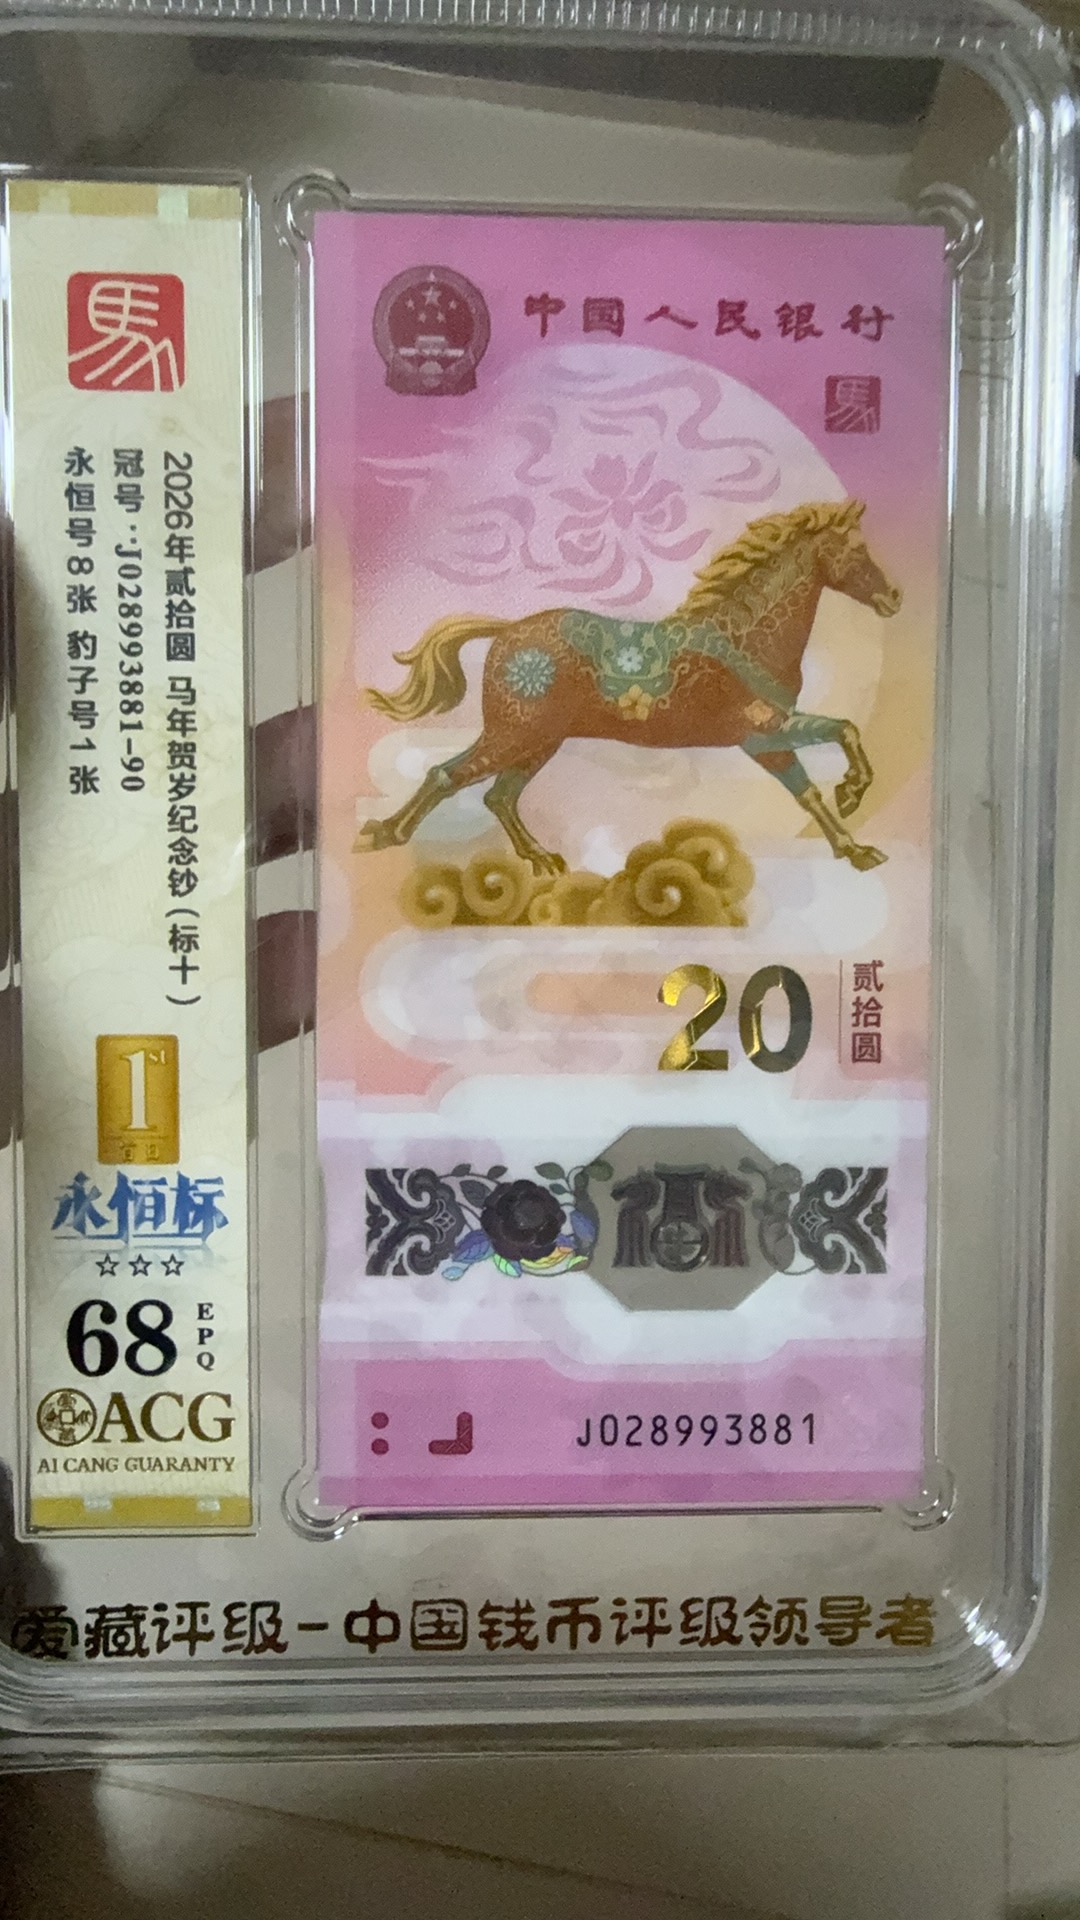 馬
2026年贰拾圆 马年贺岁纪念钞（标十）
冠号：J028993881-90
永恒号8张 豹子号1张
1st
首日
永恒标
☆☆☆
68 EPQ
ACG
AI CANG GUARANTY
中国人民银行
馬
20
贰拾圆
福
J028993881
爱藏评级-中国钱币评级领导者